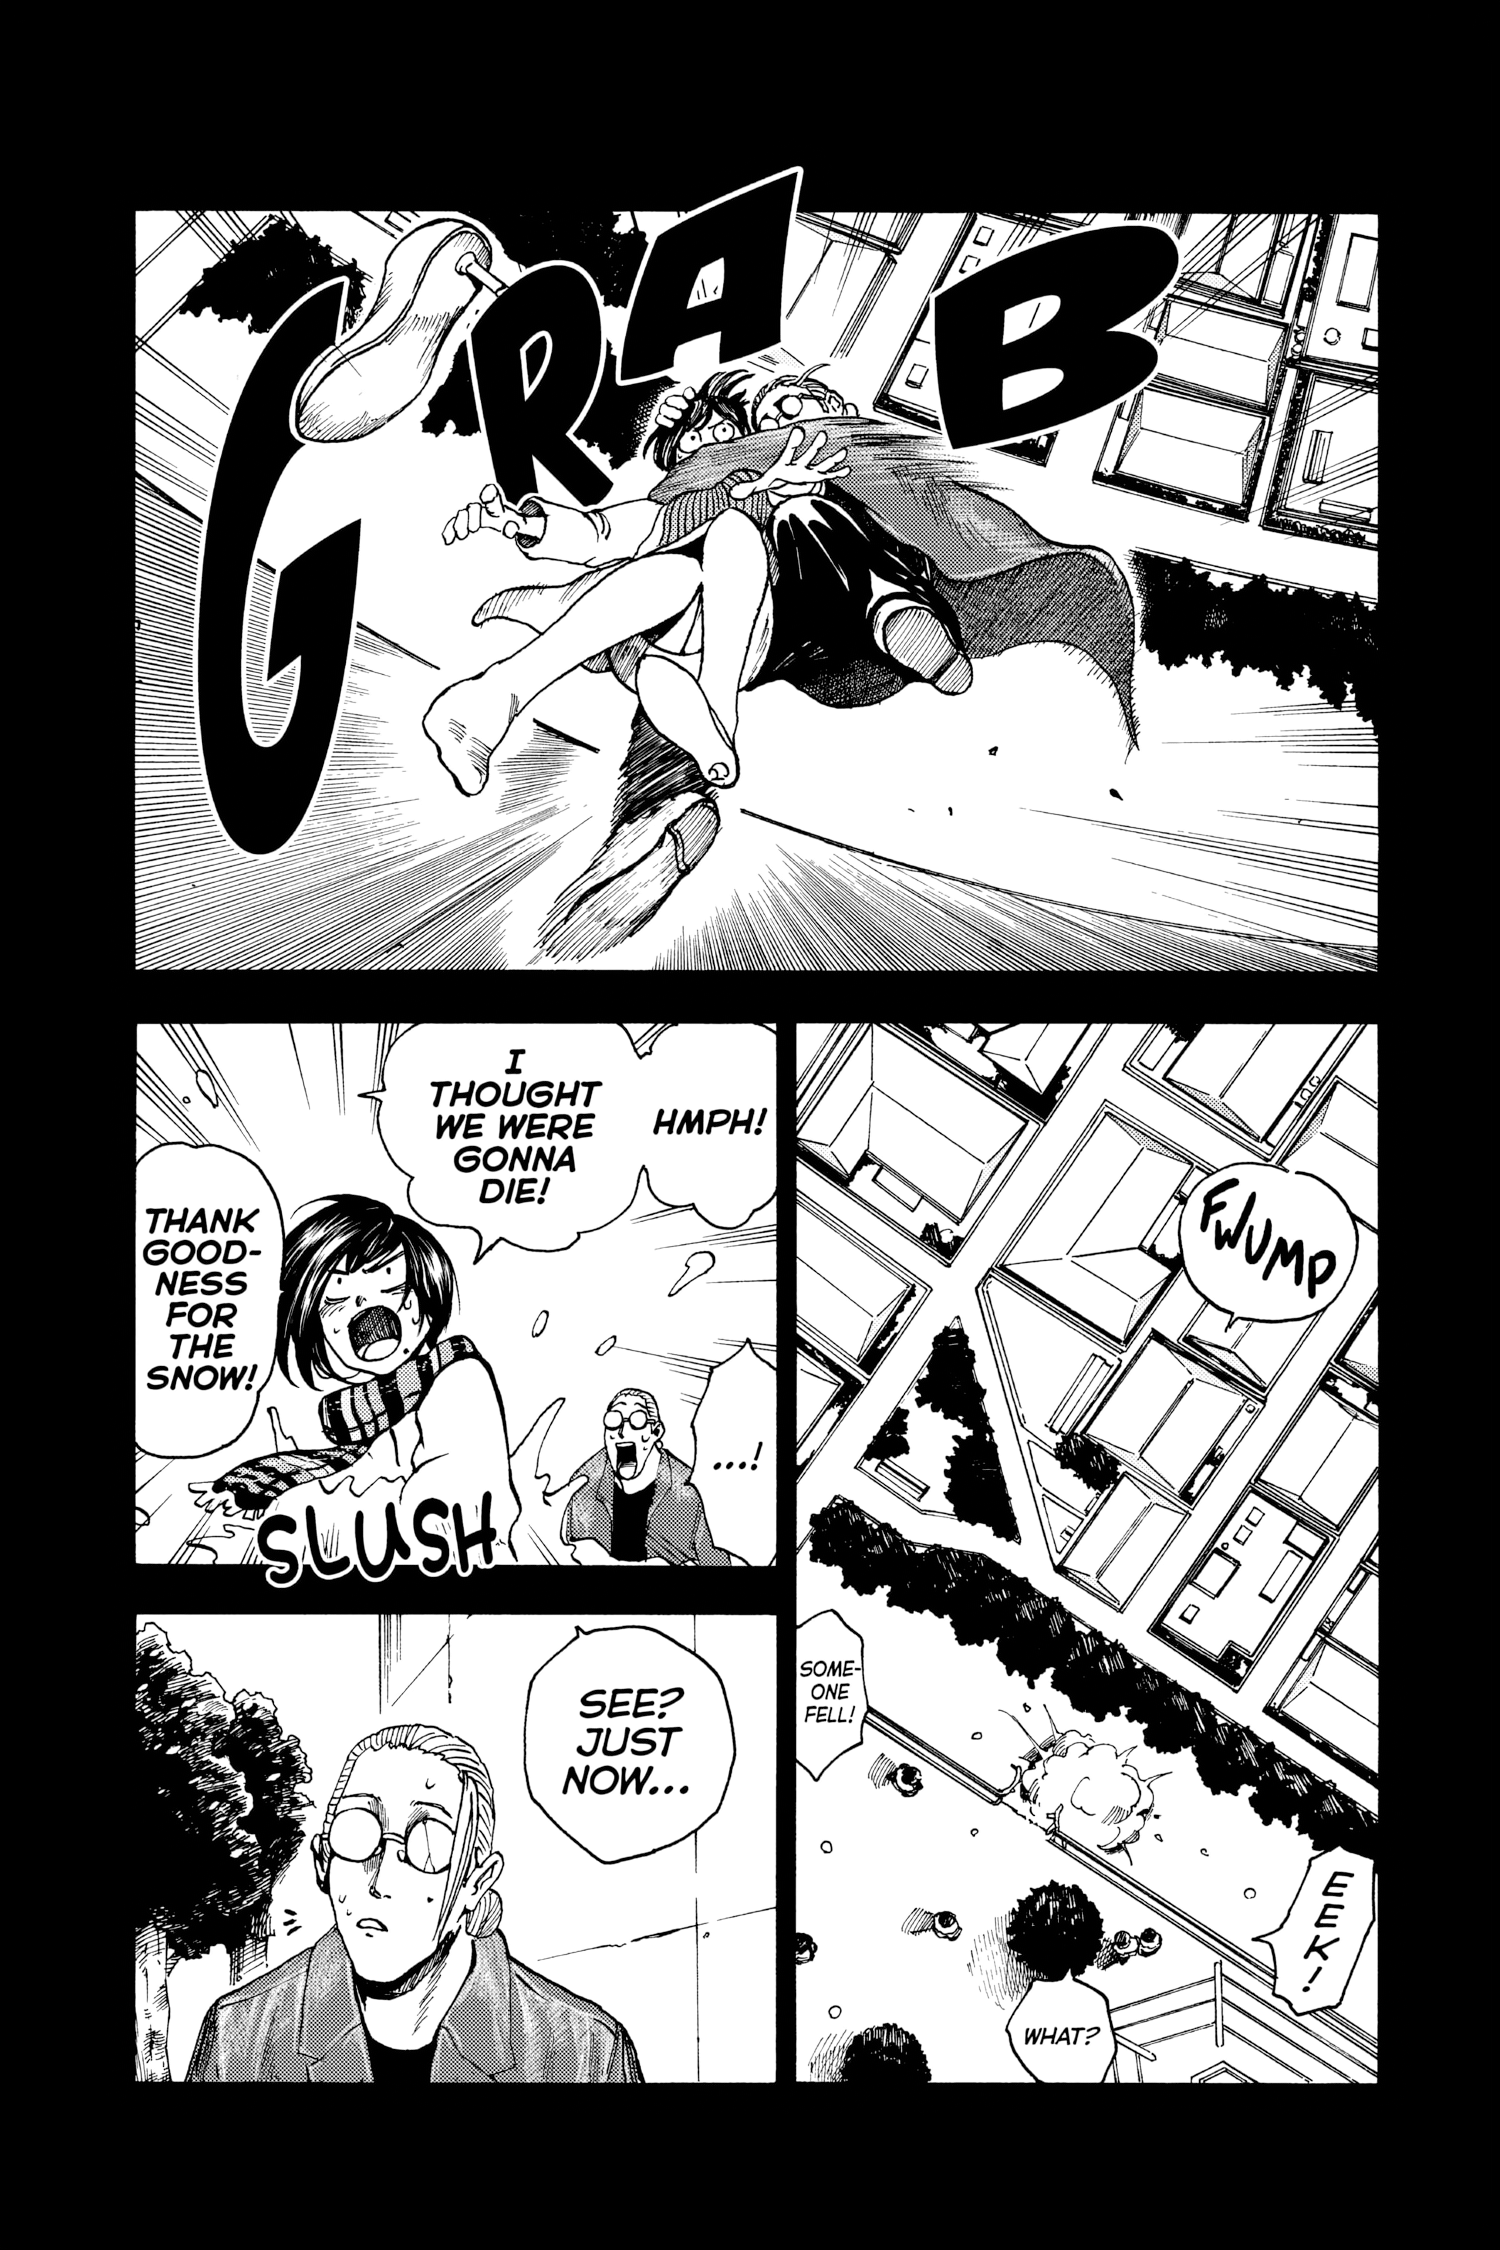 GRAB
FWUMP
SOME-
ONE
FELL!
EEK!
WHAT?
HMPH!
I
THOUGHT
WE WERE
GONNA
DIE!
THANK
GOOD-
NESS
FOR
THE
SNOW!
...!
SLUSH
SEE?
JUST
NOW...